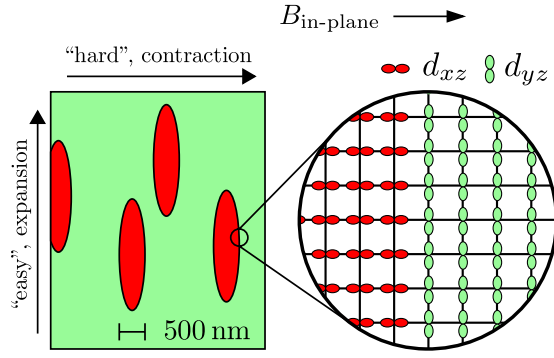 B_in-plane
“hard”, contraction
d_xz d_yz
“easy”, expansion
500 nm